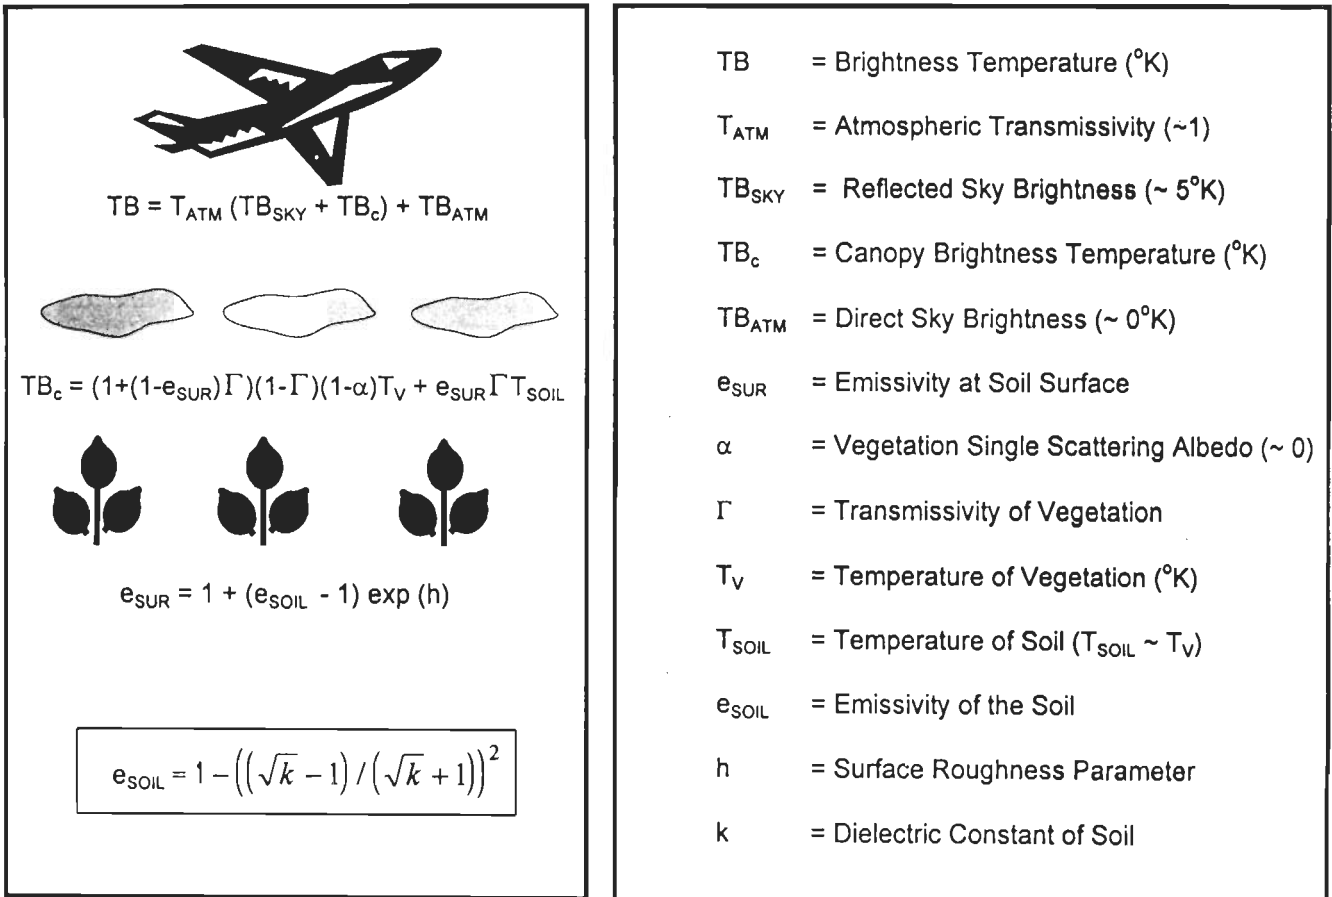 TB = T_ATM (TB_SKY + TB_c) + TB_ATM
TB_c = (1+(1-e_SUR)Γ)(1-Γ)(1-α)T_V + e_SUR ΓT_SOIL
e_SUR = 1 + (e_SOIL - 1) exp (h)
e_SOIL = 1 − ((√k − 1) / (√k + 1))²
TB = Brightness Temperature (°K)
T_ATM = Atmospheric Transmissivity (~1)
TB_SKY = Reflected Sky Brightness (~ 5°K)
TB_c = Canopy Brightness Temperature (°K)
TB_ATM = Direct Sky Brightness (~ 0°K)
e_SUR = Emissivity at Soil Surface
α = Vegetation Single Scattering Albedo (~ 0)
Γ = Transmissivity of Vegetation
T_V = Temperature of Vegetation (°K)
T_SOIL = Temperature of Soil (T_SOIL ~ T_V)
e_SOIL = Emissivity of the Soil
h = Surface Roughness Parameter
k = Dielectric Constant of Soil